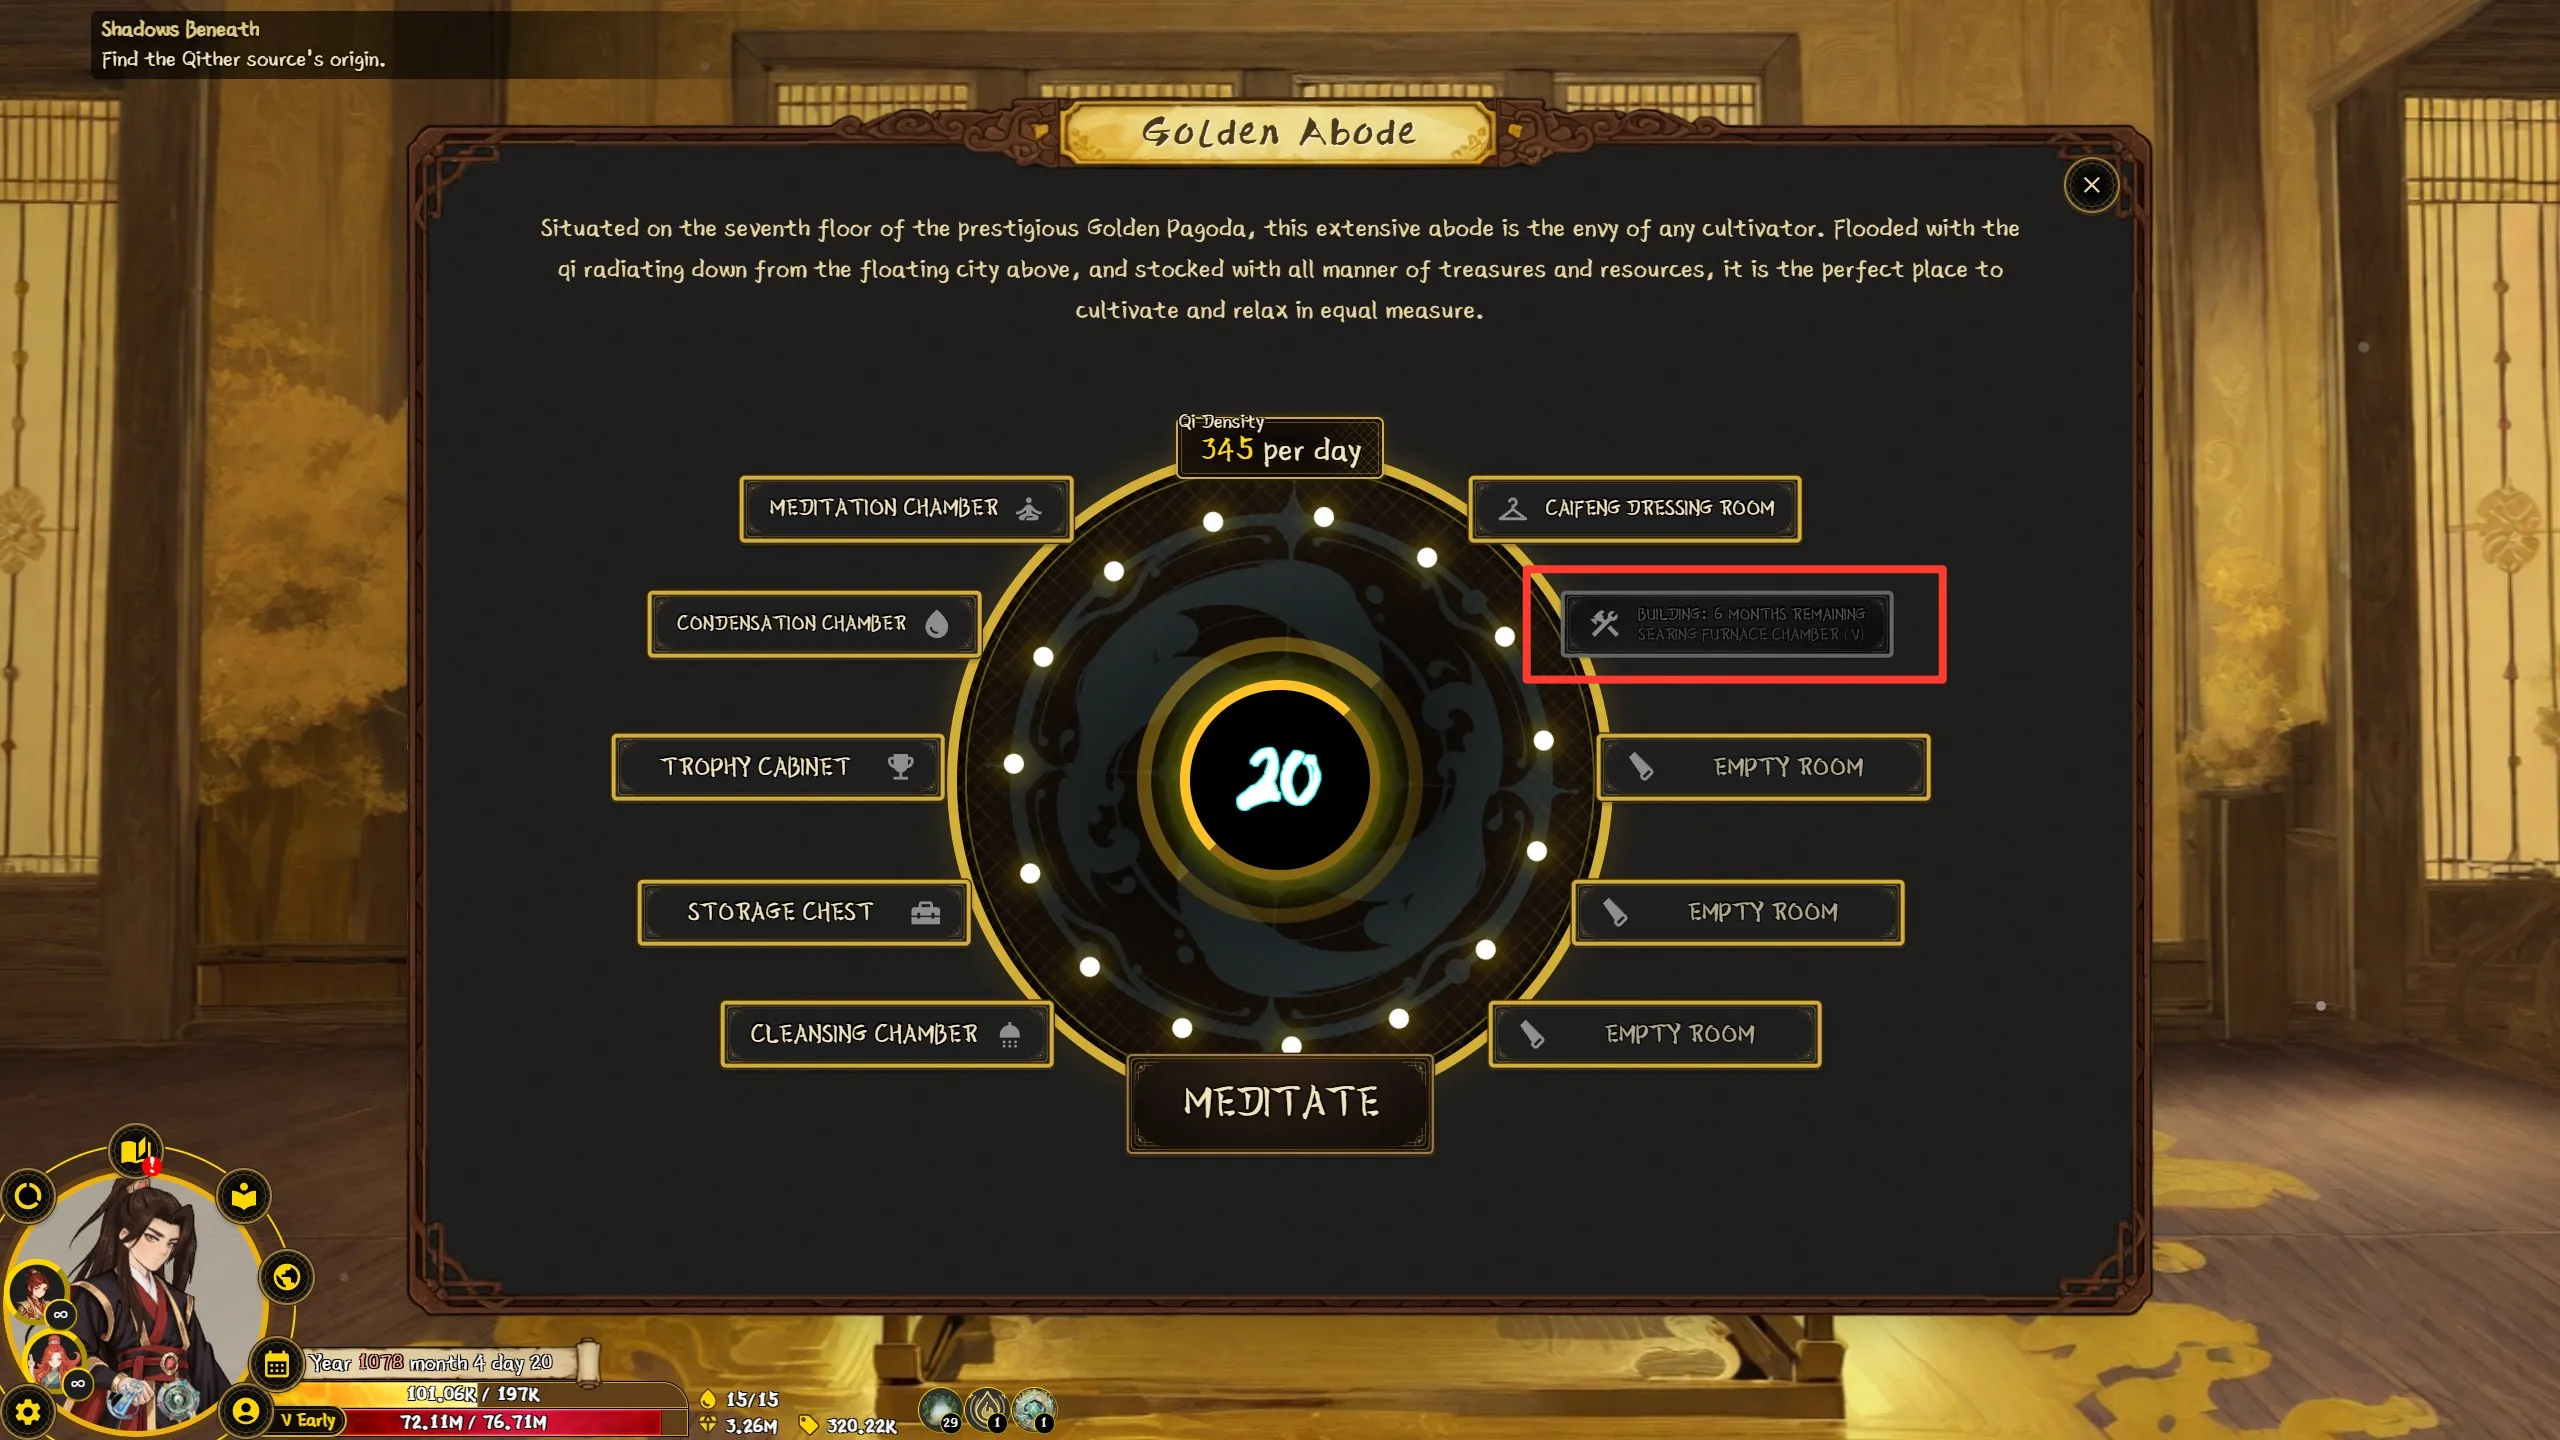 Shadows Beneath
Find the Qither source's origin.
Golden Abode
Situated on the seventh floor of the prestigious Golden Pagoda, this extensive abode is the envy of any cultivator. Flooded with the
qi radiating down from the floating city above, and stocked with all manner of treasures and resources, it is the perfect place to
cultivate and relax in equal measure.
Qi Density
345 per day
MEDITATION CHAMBER
CAIFENG DRESSING ROOM
CONDENSATION CHAMBER
BUILDING: 6 MONTHS REMAINING
SEARING FURNACE CHAMBER (V)
TROPHY CABINET
20
EMPTY ROOM
STORAGE CHEST
EMPTY ROOM
CLEANSING CHAMBER
EMPTY ROOM
MEDITATE
∞
∞
Year 1078 month 4 day 20
101.06K / 197K
V Early
72.11M / 76.71M
15/15
3.26M
320.22K
29
1
1